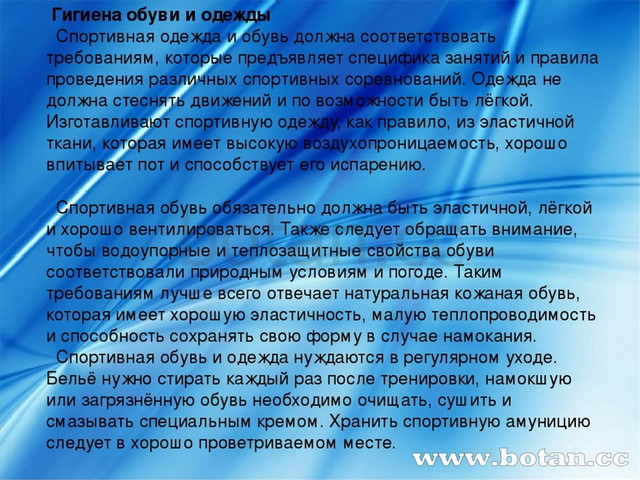 Гигиена обуви и одежды
Спортивная одежда и обувь должна соответствовать
требованиям, которые предъявляет специфика занятий и правила
проведения различных спортивных соревнований. Одежда не
должна стеснять движений и по возможности быть лёгкой.
Изготавливают спортивную одежду, как правило, из эластичной
ткани, которая имеет высокую воздухопроницаемость, хорошо
впитывает пот и способствует его испарению.
Спортивная обувь обязательно должна быть эластичной, лёгкой
и хорошо вентилироваться. Также следует обращать внимание,
чтобы водоупорные и теплозащитные свойства обуви
соответствовали природным условиям и погоде. Таким
требованиям лучше всего отвечает натуральная кожаная обувь,
которая имеет хорошую эластичность, малую теплопроводимость
и способность сохранять свою форму в случае намокания.
Спортивная обувь и одежда нуждаются в регулярном уходе.
Бельё нужно стирать каждый раз после тренировки, намокшую
или загрязнённую обувь необходимо очищать, сушить и
смазывать специальным кремом. Хранить спортивную амуницию
следует в хорошо проветриваемом месте.
www.botan.cc